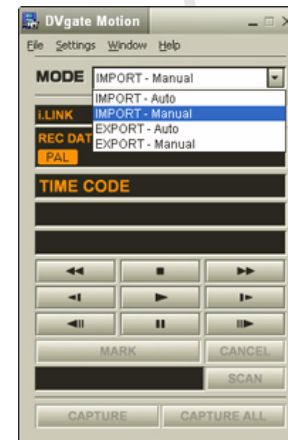 DVgate Motion
File Settings Window Help
MODE IMPORT - Manual
IMPORT - Auto
i.LINK IMPORT - Manual
EXPORT - Auto
REC DAT EXPORT - Manual
PAL
TIME CODE
MARK CANCEL
SCAN
CAPTURE CAPTURE ALL